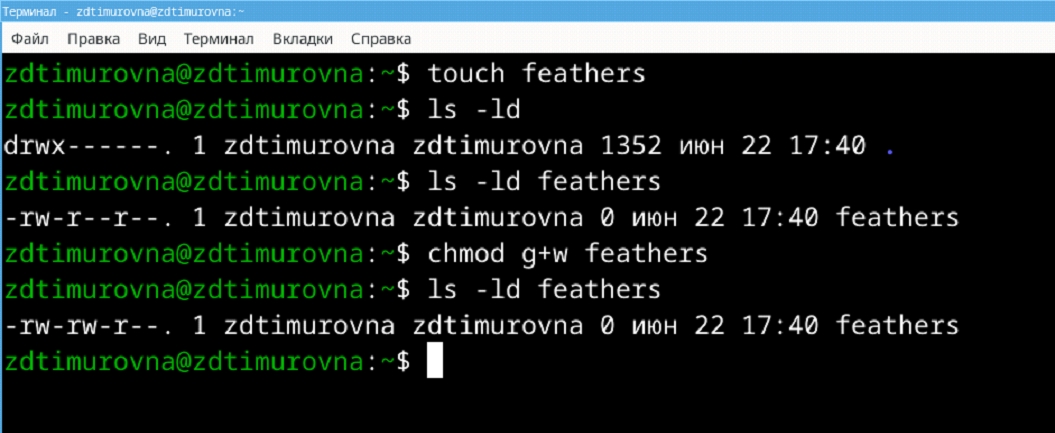 Терминал - zdtimurovna@zdtimurovna:~
Файл Правка Вид Терминал Вкладки Справка
zdtimurovna@zdtimurovna:~$ touch feathers
zdtimurovna@zdtimurovna:~$ ls -ld
drwx------. 1 zdtimurovna zdtimurovna 1352 июн 22 17:40 .
zdtimurovna@zdtimurovna:~$ ls -ld feathers
-rw-r--r--. 1 zdtimurovna zdtimurovna 0 июн 22 17:40 feathers
zdtimurovna@zdtimurovna:~$ chmod g+w feathers
zdtimurovna@zdtimurovna:~$ ls -ld feathers
-rw-rw-r--. 1 zdtimurovna zdtimurovna 0 июн 22 17:40 feathers
zdtimurovna@zdtimurovna:~$